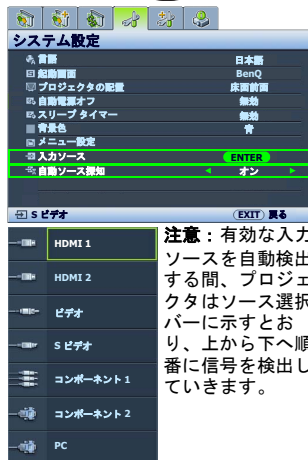 システム設定
言語 日本語
起動画面 BenQ
プロジェクタの配置 床面前面
自動電源オフ 無効
スリープ タイマー 無効
背景色 青
メニュー設定
入力ソース ENTER
自動ソース探知 オン
S ビデオ EXIT 戻る
HDMI 1
HDMI 2
ビデオ
S ビデオ
コンポーネント 1
コンポーネント 2
PC
注意：有効な入力
ソースを自動検出
する間、プロジェ
クタはソース選択
バーに示すとお
り、上から下へ順
番に信号を検出し
ていきます。